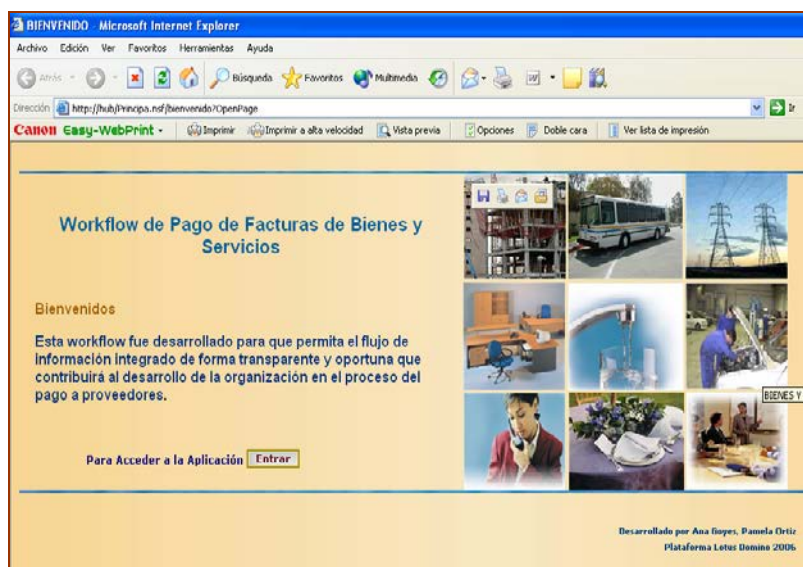 BIENVENIDO - Microsoft Internet Explorer
Archivo Edición Ver Favoritos Herramientas Ayuda
Atrás Búsqueda Favoritos Multimedia
Dirección http://hub/Principa.nsf/bienvenido?OpenPage Ir
Canon Easy-WebPrint Imprimir Imprimir a alta velocidad Vista previa Opciones Doble cara Ver lista de impresión
Workflow de Pago de Facturas de Bienes y
Servicios
Bienvenidos
Esta workflow fue desarrollado para que permita el flujo de
información integrado de forma transparente y oportuna que
contribuirá al desarrollo de la organización en el proceso del
pago a proveedores.
BIENES Y
Para Acceder a la Aplicación Entrar
Desarrollado por Ana Goyes, Pamela Ortiz
Plataforma Lotus Domino 2006